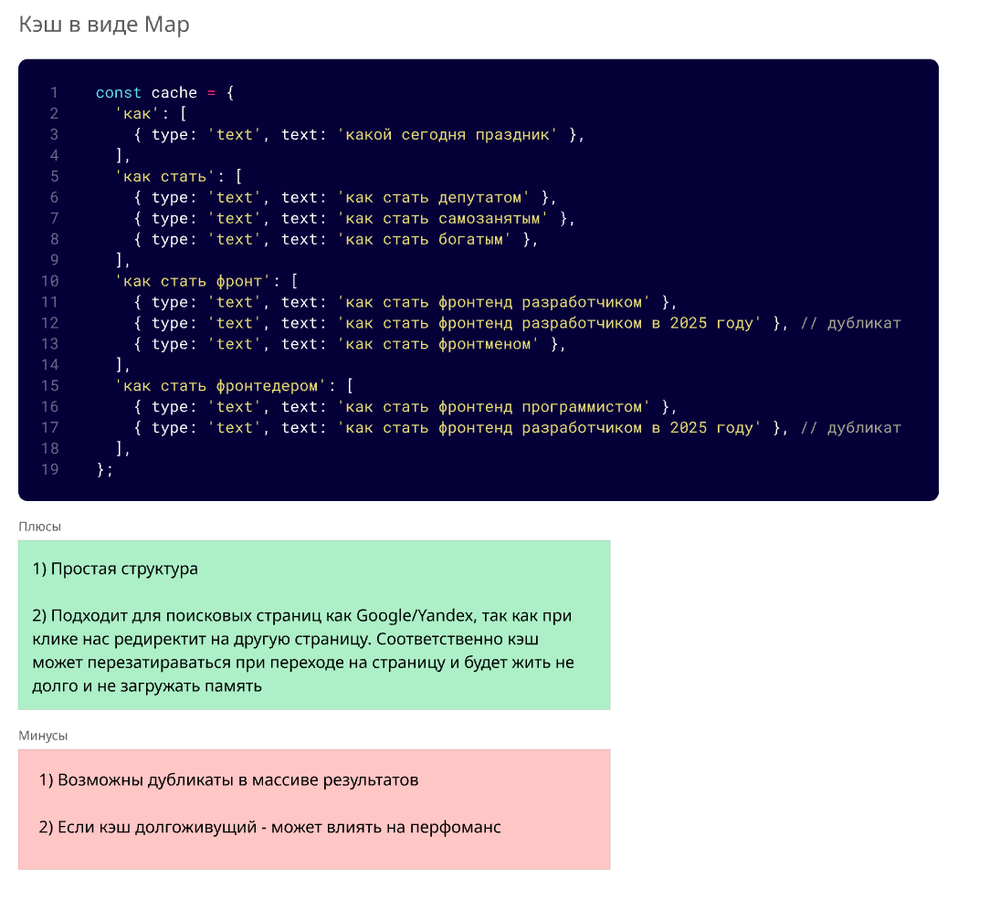 Кэш в виде Map
1 const cache = {
2 'как': [
3 { type: 'text', text: 'какой сегодня праздник' },
4 ],
5 'как стать': [
6 { type: 'text', text: 'как стать депутатом' },
7 { type: 'text', text: 'как стать самозанятым' },
8 { type: 'text', text: 'как стать богатым' },
9 ],
10 'как стать фронт': [
11 { type: 'text', text: 'как стать фронтенд разработчиком' },
12 { type: 'text', text: 'как стать фронтенд разработчиком в 2025 году' }, // дубликат
13 { type: 'text', text: 'как стать фронтменом' },
14 ],
15 'как стать фронтедером': [
16 { type: 'text', text: 'как стать фронтенд программистом' },
17 { type: 'text', text: 'как стать фронтенд разработчиком в 2025 году' }, // дубликат
18 ],
19 };
Плюсы
1) Простая структура
2) Подходит для поисковых страниц как Google/Yandex, так как при
клике нас редиректит на другую страницу. Соответственно кэш
может перезатираваться при переходе на страницу и будет жить не
долго и не загружать память
Минусы
1) Возможны дубликаты в массиве результатов
2) Если кэш долгоживущий - может влиять на перфоманс